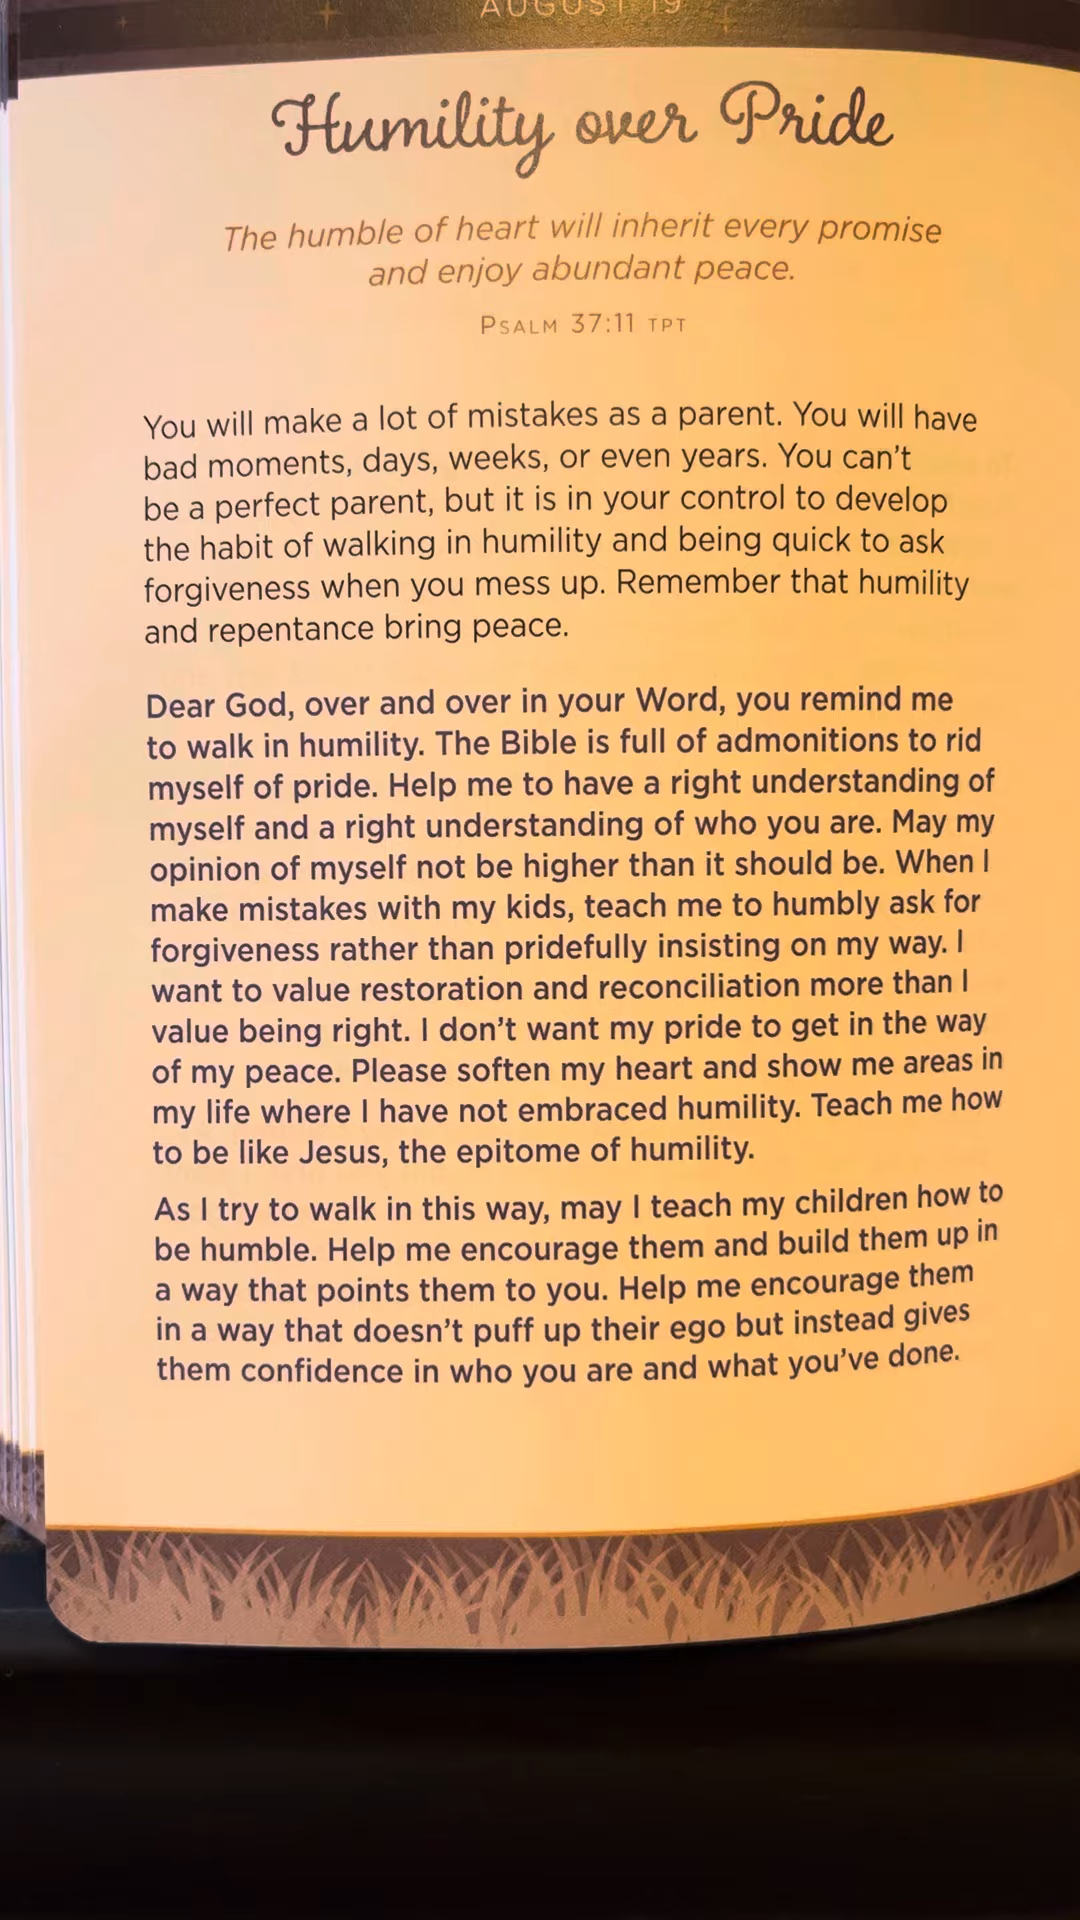 AUGUST 19
Humility over Pride
The humble of heart will inherit every promise
and enjoy abundant peace.
PSALM 37:11 TPT
You will make a lot of mistakes as a parent. You will have
bad moments, days, weeks, or even years. You can't
be a perfect parent, but it is in your control to develop
the habit of walking in humility and being quick to ask
forgiveness when you mess up. Remember that humility
and repentance bring peace.
Dear God, over and over in your Word, you remind me
to walk in humility. The Bible is full of admonitions to rid
myself of pride. Help me to have a right understanding of
myself and a right understanding of who you are. May my
opinion of myself not be higher than it should be. When I
make mistakes with my kids, teach me to humbly ask for
forgiveness rather than pridefully insisting on my way. I
want to value restoration and reconciliation more than I
value being right. I don't want my pride to get in the way
of my peace. Please soften my heart and show me areas in
my life where I have not embraced humility. Teach me how
to be like Jesus, the epitome of humility.
As I try to walk in this way, may I teach my children how to
be humble. Help me encourage them and build them up in
a way that points them to you. Help me encourage them
in a way that doesn't puff up their ego but instead gives
them confidence in who you are and what you've done.